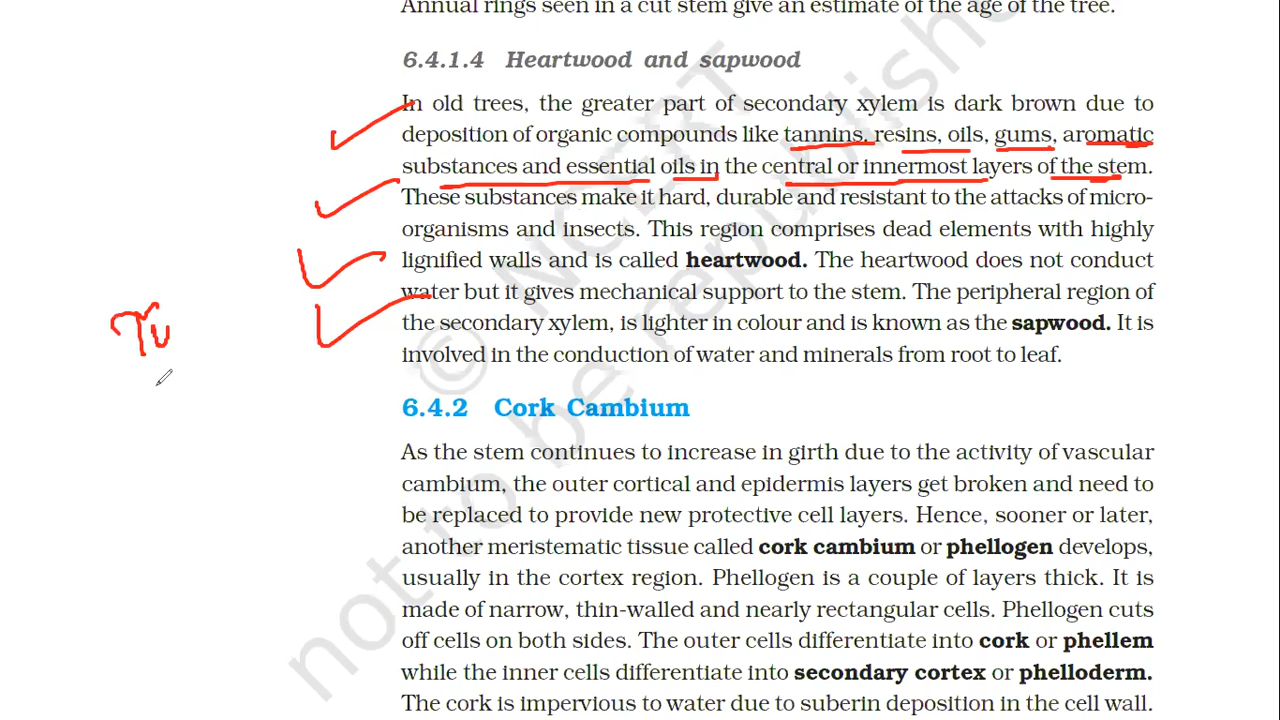 Annual rings seen in a cut stem give an estimate of the age of the tree.
6.4.1.4 Heartwood and sapwood
In old trees, the greater part of secondary xylem is dark brown due to
deposition of organic compounds like tannins, resins, oils, gums, aromatic
substances and essential oils in the central or innermost layers of the stem.
These substances make it hard, durable and resistant to the attacks of micro-
organisms and insects. This region comprises dead elements with highly
lignified walls and is called heartwood. The heartwood does not conduct
water but it gives mechanical support to the stem. The peripheral region of
the secondary xylem, is lighter in colour and is known as the sapwood. It is
involved in the conduction of water and minerals from root to leaf.
6.4.2 Cork Cambium
As the stem continues to increase in girth due to the activity of vascular
cambium, the outer cortical and epidermis layers get broken and need to
be replaced to provide new protective cell layers. Hence, sooner or later,
another meristematic tissue called cork cambium or phellogen develops,
usually in the cortex region. Phellogen is a couple of layers thick. It is
made of narrow, thin-walled and nearly rectangular cells. Phellogen cuts
off cells on both sides. The outer cells differentiate into cork or phellem
while the inner cells differentiate into secondary cortex or phelloderm.
The cork is impervious to water due to suberin deposition in the cell wall.
© NCERT
not to be republished